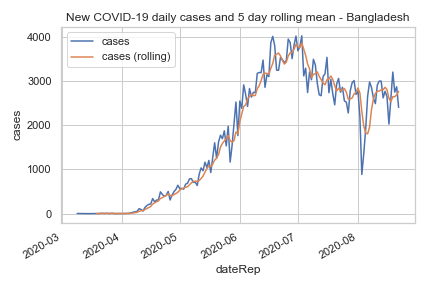 New COVID-19 daily cases and 5 day rolling mean - Bangladesh
cases
cases (rolling)
4000
3000
2000
1000
0
cases
2020-03
2020-04
2020-05
2020-06
2020-07
2020-08
dateRep